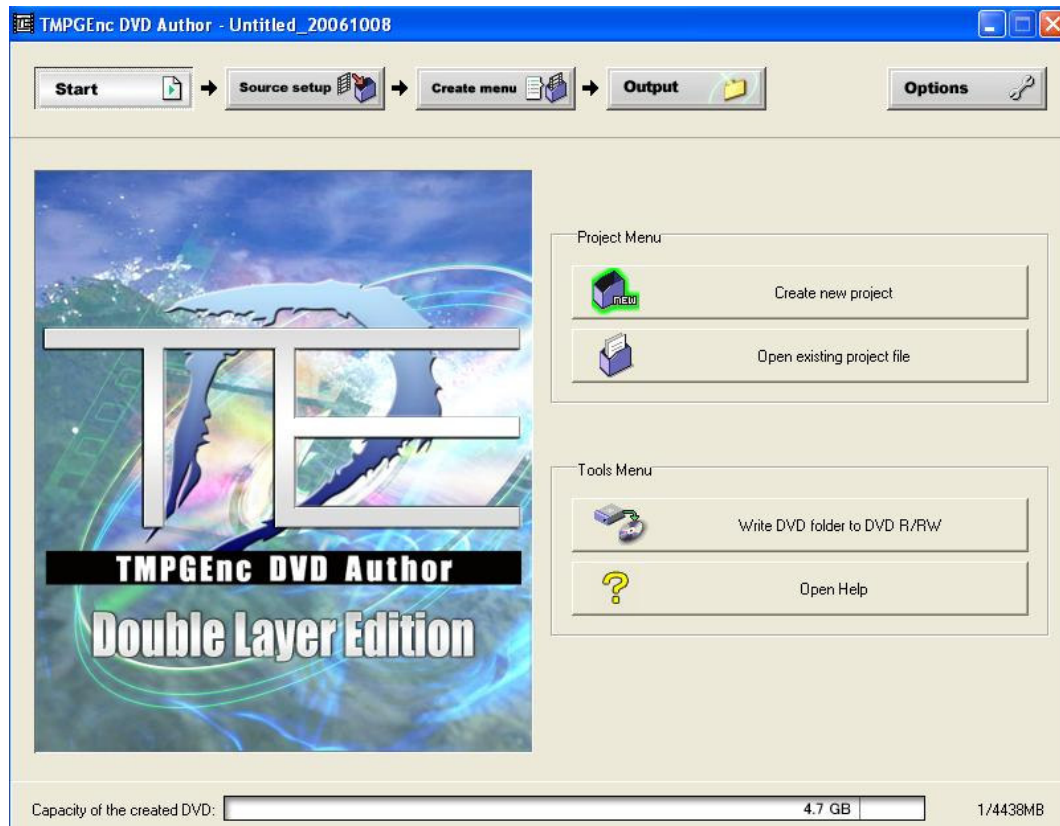 TMPGEnc DVD Author - Untitled_20061008
Start
Source setup
Create menu
Output
Options
Project Menu
NEW
Create new project
Open existing project file
Tools Menu
Write DVD folder to DVD R/RW
Open Help
TE
TMPGEnc DVD Author
Double Layer Edition
Capacity of the created DVD:
4.7 GB
1/4438MB